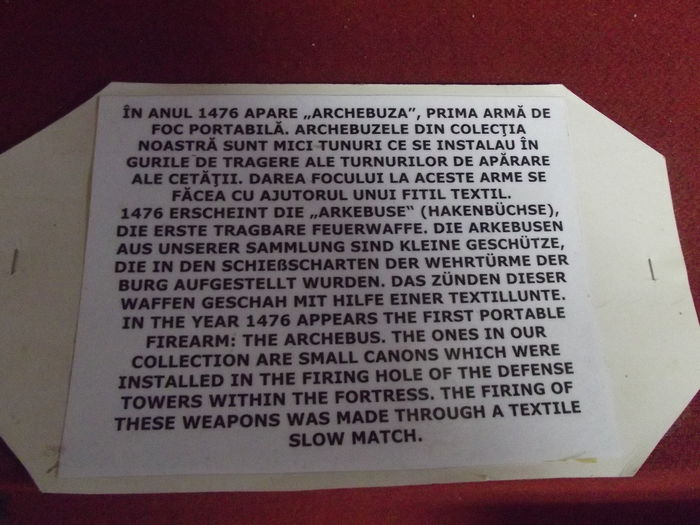 ÎN ANUL 1476 APARE „ARCHEBUZA”, PRIMA ARMĂ DE
FOC PORTABILĂ. ARCHEBUZELE DIN COLECŢIA
NOASTRĂ SUNT MICI TUNURI CE SE INSTALAU ÎN
GURILE DE TRAGERE ALE TURNURILOR DE APĂRARE
ALE CETĂŢII. DAREA FOCULUI LA ACESTE ARME SE
FĂCEA CU AJUTORUL UNUI FITIL TEXTIL.
1476 ERSCHEINT DIE „ARKEBUSE“ (HAKENBÜCHSE),
DIE ERSTE TRAGBARE FEUERWAFFE. DIE ARKEBUSEN
AUS UNSERER SAMMLUNG SIND KLEINE GESCHÜTZE,
DIE IN DEN SCHIEßSCHARTEN DER WEHRTÜRME DER
BURG AUFGESTELLT WURDEN. DAS ZÜNDEN DIESER
WAFFEN GESCHAH MIT HILFE EINER TEXTILLUNTE.
IN THE YEAR 1476 APPEARS THE FIRST PORTABLE
FIREARM: THE ARCHEBUS. THE ONES IN OUR
COLLECTION ARE SMALL CANONS WHICH WERE
INSTALLED IN THE FIRING HOLE OF THE DEFENSE
TOWERS WITHIN THE FORTRESS. THE FIRING OF
THESE WEAPONS WAS MADE THROUGH A TEXTILE
SLOW MATCH.